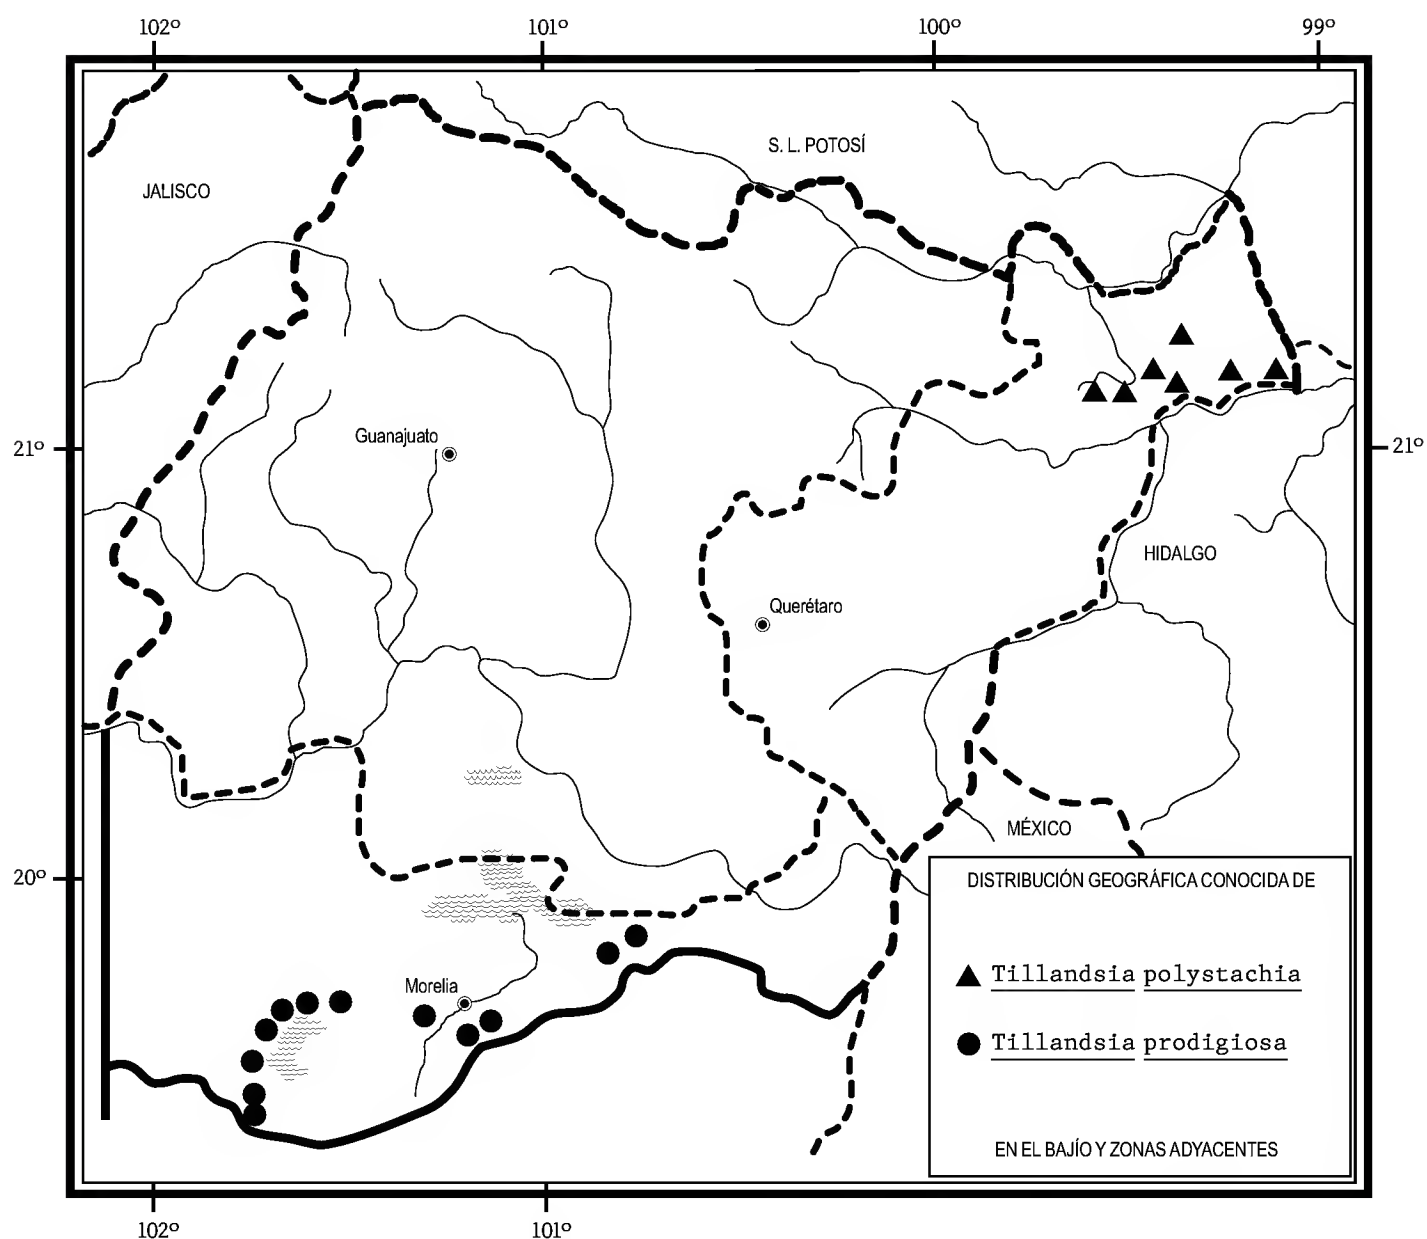 102º 101º 100º 99º
S. L. POTOSÍ
JALISCO
Guanajuato
21º 21º
HIDALGO
Querétaro
MÉXICO
20º
DISTRIBUCIÓN GEOGRÁFICA CONOCIDA DE
Tillandsia polystachia
Morelia
Tillandsia prodigiosa
EN EL BAJÍO Y ZONAS ADYACENTES
102º 101º